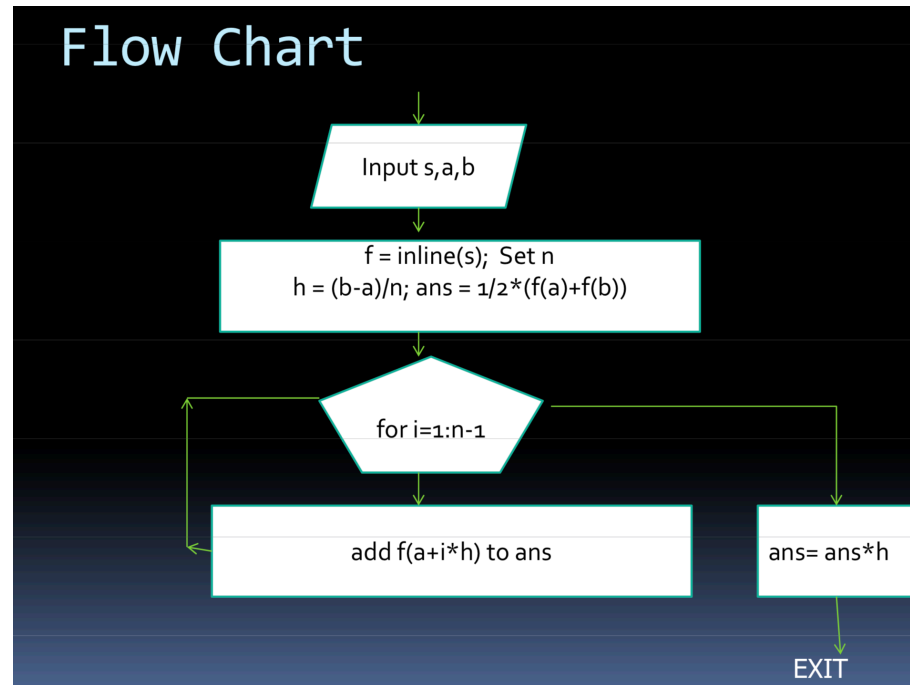 Flow Chart
Input s,a,b
f = inline(s);  Set n
h = (b-a)/n; ans = 1/2*(f(a)+f(b))
for i=1:n-1
add f(a+i*h) to ans
ans= ans*h
EXIT